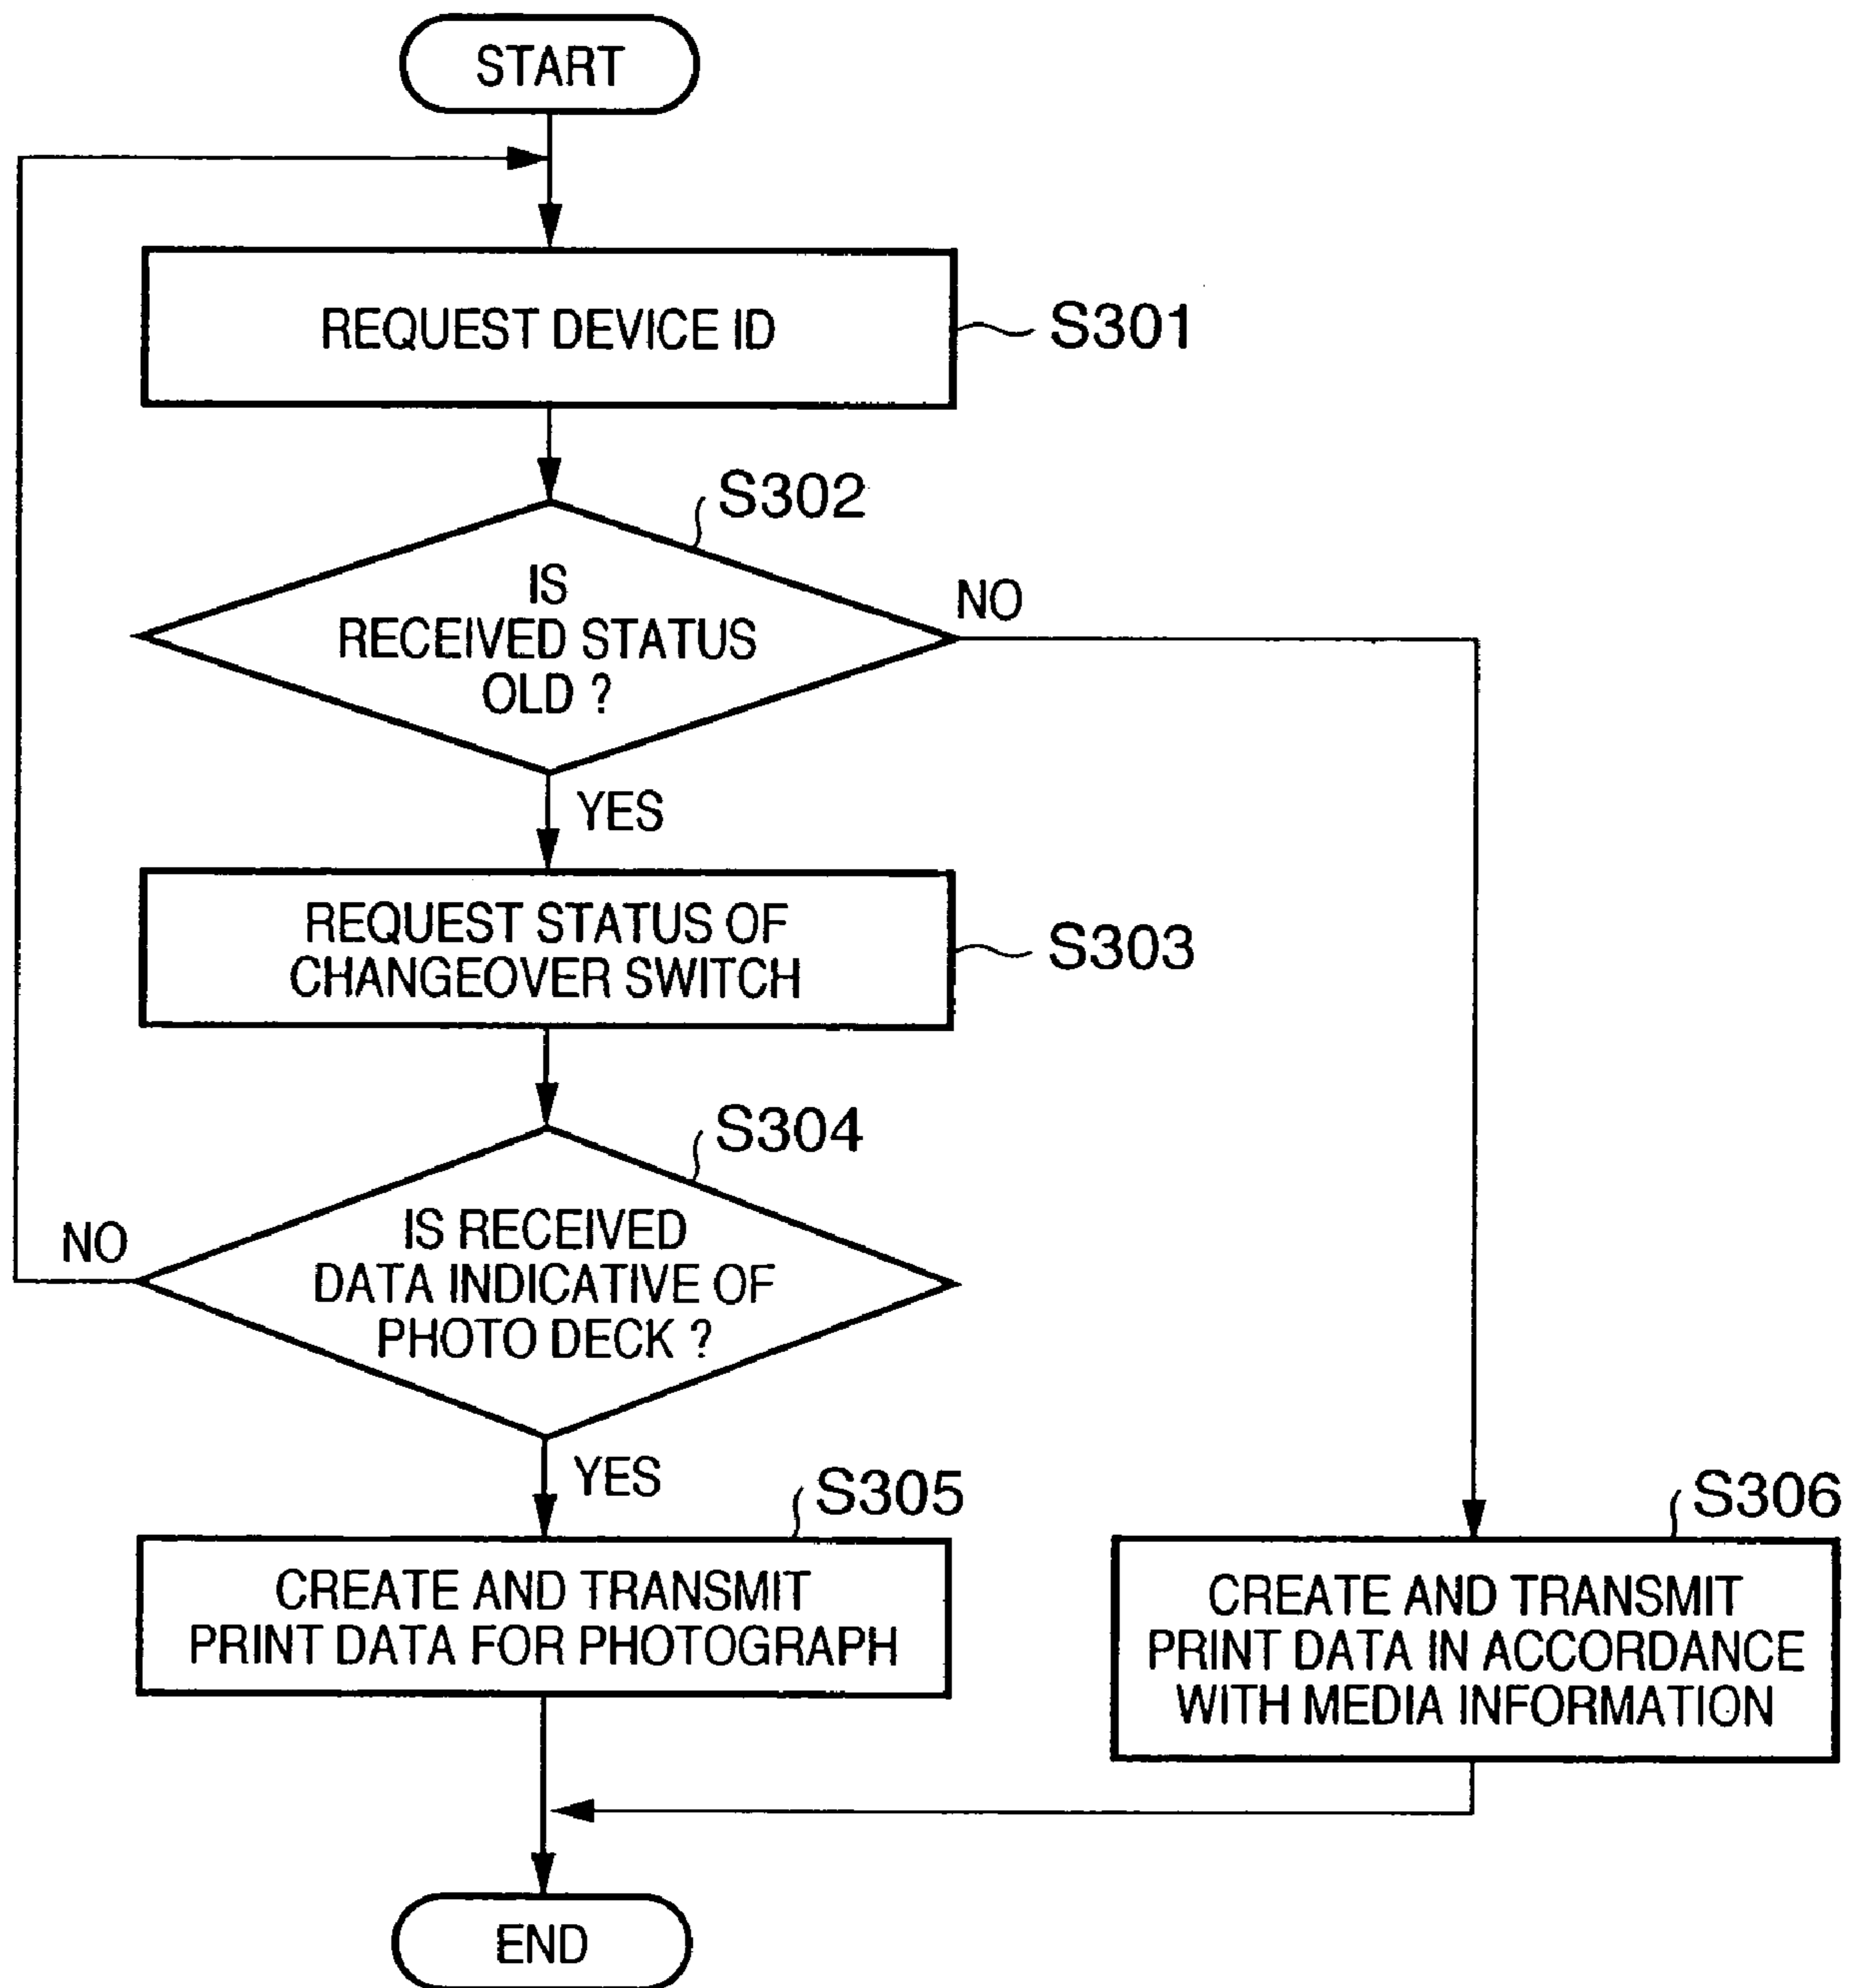 START
REQUEST DEVICE ID
S301
S302
IS
RECEIVED STATUS
OLD ?
NO
YES
REQUEST STATUS OF
CHANGEOVER SWITCH
S303
S304
IS RECEIVED
DATA INDICATIVE OF
PHOTO DECK ?
NO
YES
S305
CREATE AND TRANSMIT
PRINT DATA FOR PHOTOGRAPH
S306
CREATE AND TRANSMIT
PRINT DATA IN ACCORDANCE
WITH MEDIA INFORMATION
END